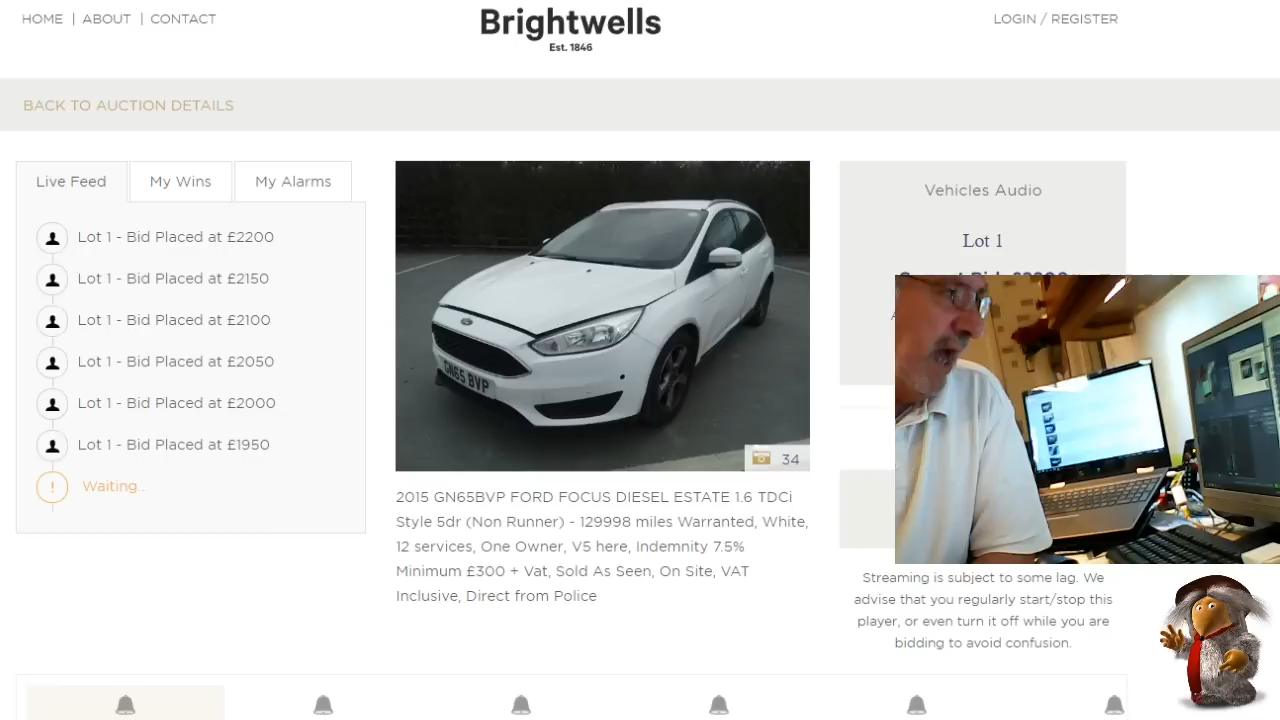 HOME | ABOUT | CONTACT
Brightwells
Est. 1846
LOGIN / REGISTER
BACK TO AUCTION DETAILS
Live Feed
My Wins
My Alarms
Lot 1 - Bid Placed at £2200
Lot 1 - Bid Placed at £2150
Lot 1 - Bid Placed at £2100
Lot 1 - Bid Placed at £2050
Lot 1 - Bid Placed at £2000
Lot 1 - Bid Placed at £1950
! Waiting..
GN65 BVP
34
2015 GN65BVP FORD FOCUS DIESEL ESTATE 1.6 TDCi
Style 5dr (Non Runner) - 129998 miles Warranted, White,
12 services, One Owner, V5 here, Indemnity 7.5%
Minimum £300 + Vat, Sold As Seen, On Site, VAT
Inclusive, Direct from Police
Vehicles Audio
Lot 1
Streaming is subject to some lag. We
advise that you regularly start/stop this
player, or even turn it off while you are
bidding to avoid confusion.